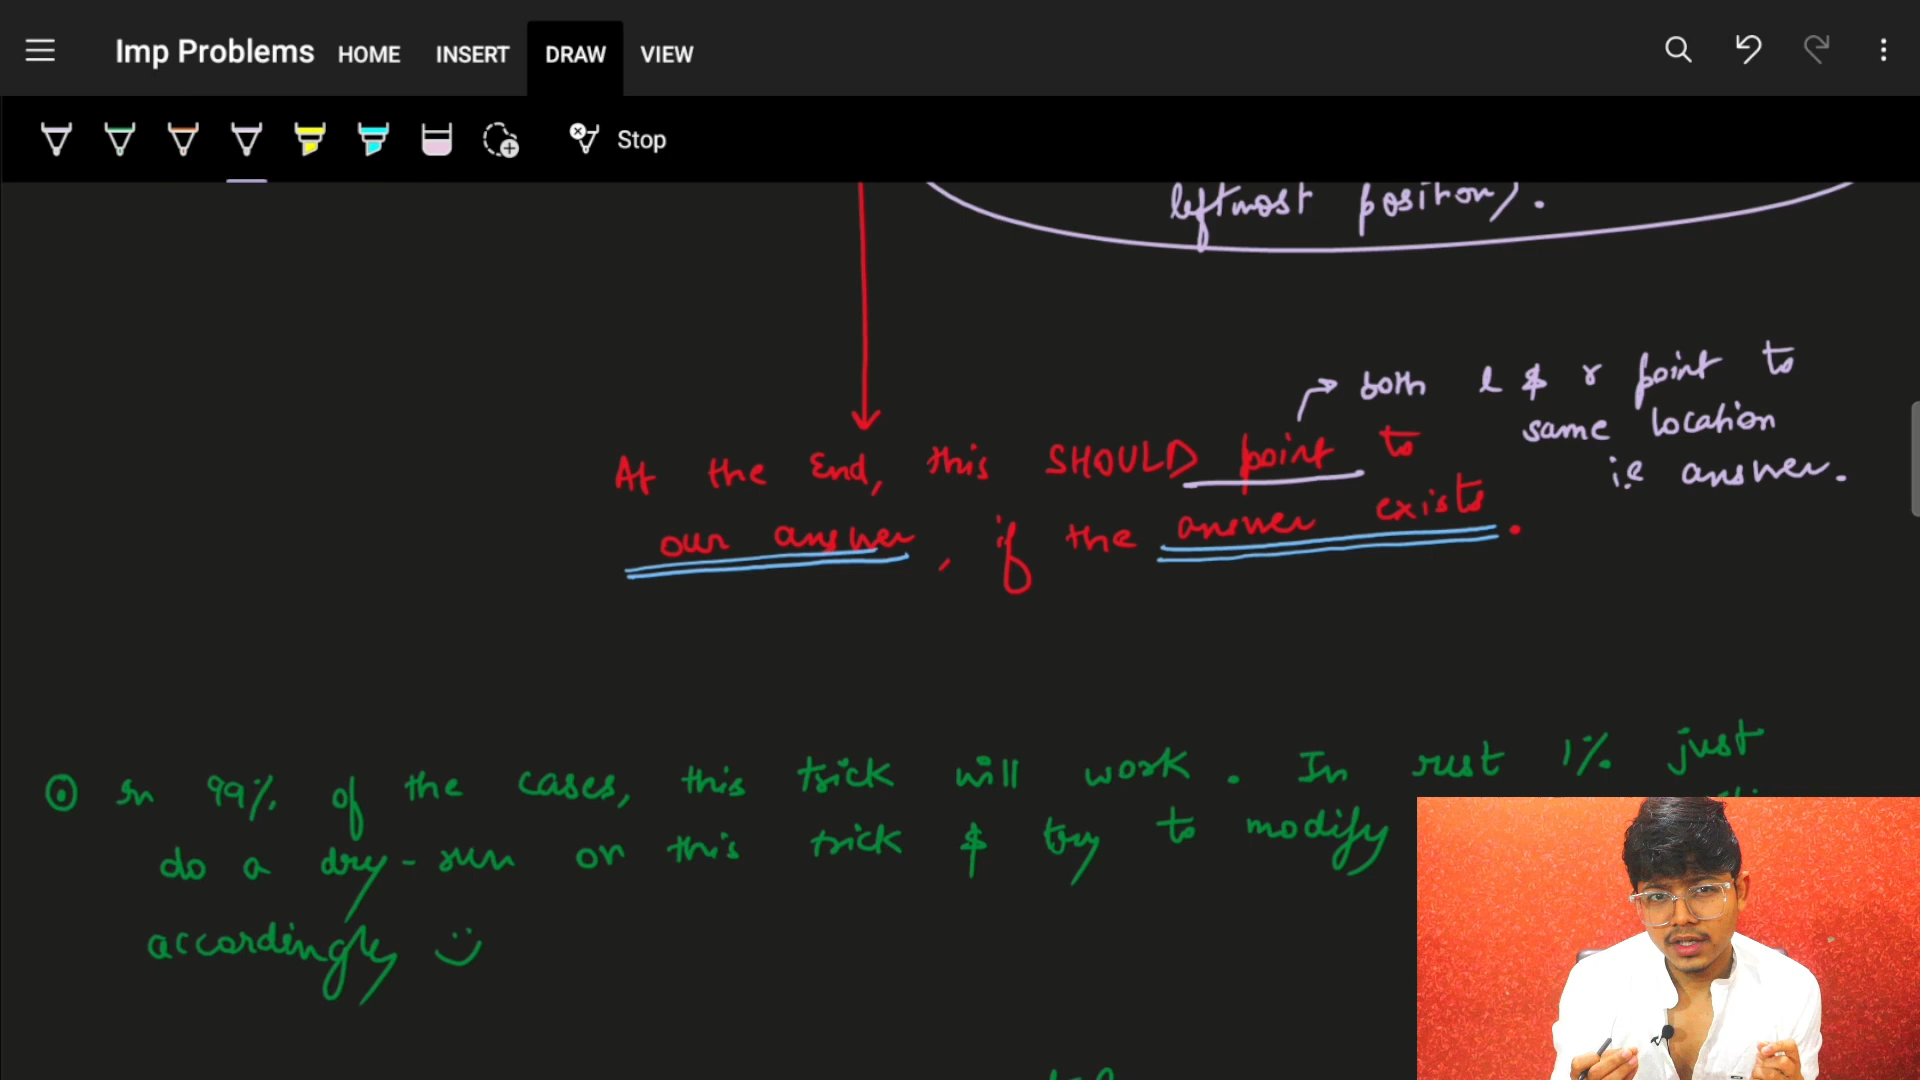 Imp Problems HOME INSERT DRAW VIEW
Stop
leftmost position).
both l & r point to
same location
i.e answer.
At the End, this SHOULD point to
our answer, if the answer exists.
In 99% of the cases, this trick will work. In rest 1% just
do a dry-run on this trick & try to modify
accordingly